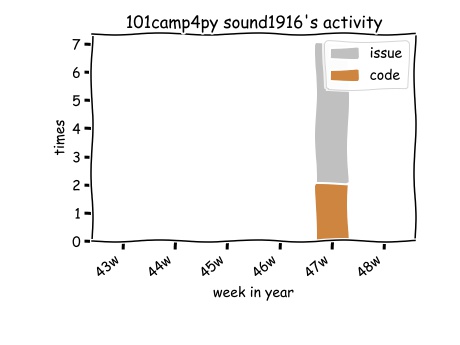 101camp4py sound1916's activity
issue
code
times
7
6
5
4
3
2
1
0
43w
44w
45w
46w
47w
48w
week in year